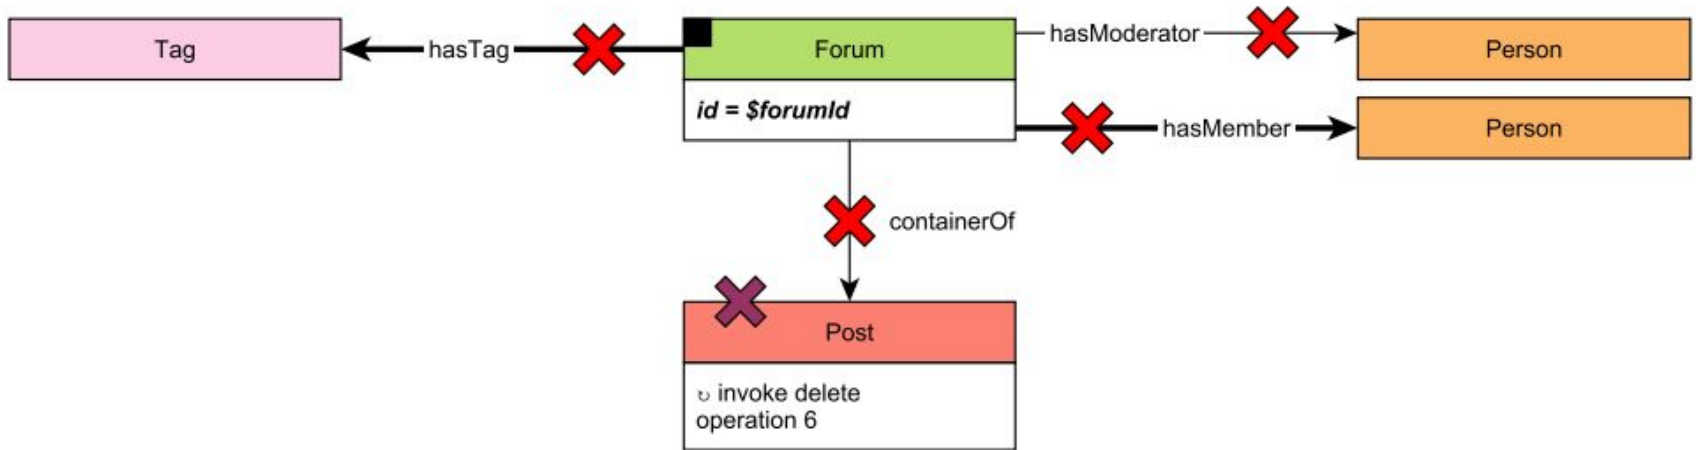 Tag
hasTag
Forum
id = $forumId
hasModerator
Person
hasMember
Person
containerOf
Post
↻ invoke delete
operation 6